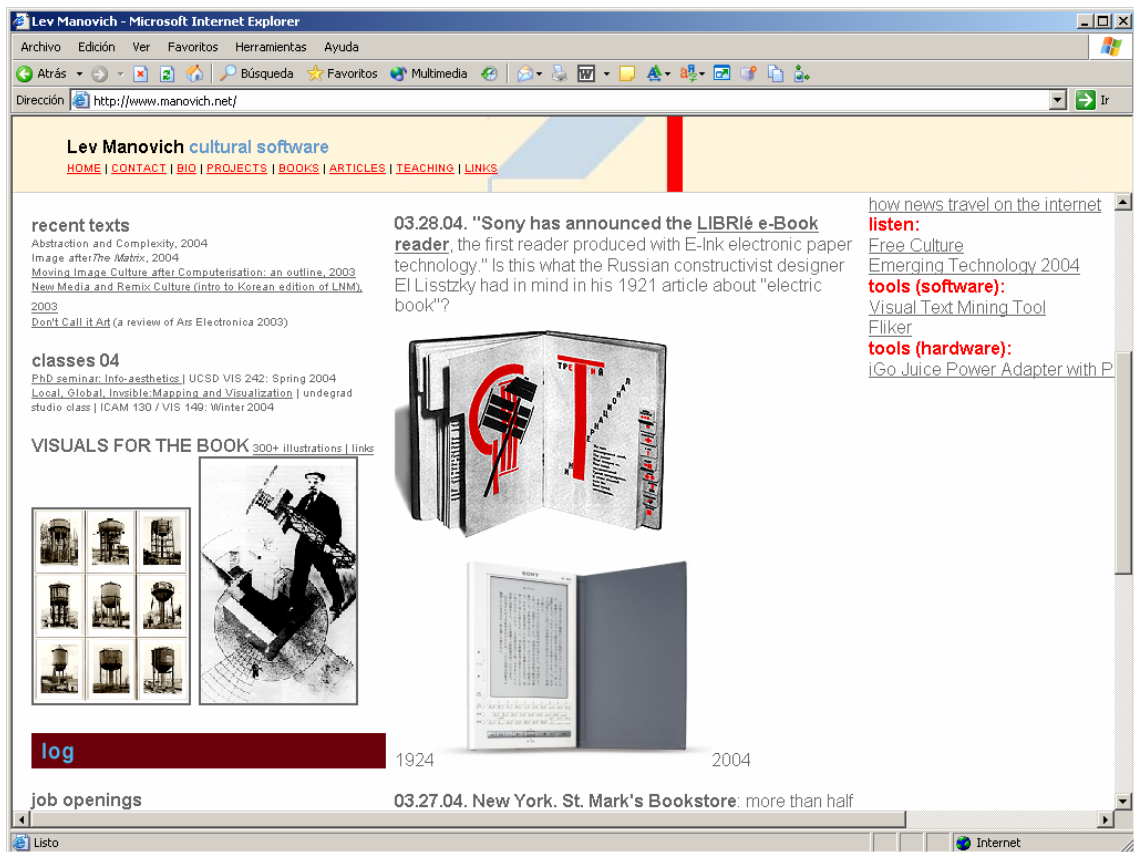 Lev Manovich - Microsoft Internet Explorer
Archivo Edición Ver Favoritos Herramientas Ayuda
Atrás Búsqueda Favoritos Multimedia
Dirección http://www.manovich.net/ Ir
Lev Manovich cultural software
HOME | CONTACT | BIO | PROJECTS | BOOKS | ARTICLES | TEACHING | LINKS
recent texts
Abstraction and Complexity, 2004
Image afterThe Matrix, 2004
Moving Image Culture after Computerisation: an outline, 2003
New Media and Remix Culture (intro to Korean edition of LNM),
2003
Don't Call it Art (a review of Ars Electronica 2003)
classes 04
PhD seminar: Info-aesthetics | UCSD VIS 242: Spring 2004
Local, Global, Invsible:Mapping and Visualization | undegrad
studio class | ICAM 130 / VIS 149: Winter 2004
VISUALS FOR THE BOOK 300+ illustrations | links
log
job openings
03.28.04. "Sony has announced the LIBRIé e-Book
reader, the first reader produced with E-Ink electronic paper
technology." Is this what the Russian constructivist designer
El Lisstzky had in mind in his 1921 article about "electric
book"?
ТРЕТИЙ
ИНТЕРНАЦИОНАЛ
SONY
1924 2004
03.27.04. New York. St. Mark's Bookstore: more than half
how news travel on the internet
listen:
Free Culture
Emerging Technology 2004
tools (software):
Visual Text Mining Tool
Fliker
tools (hardware):
iGo Juice Power Adapter with P
Listo Internet